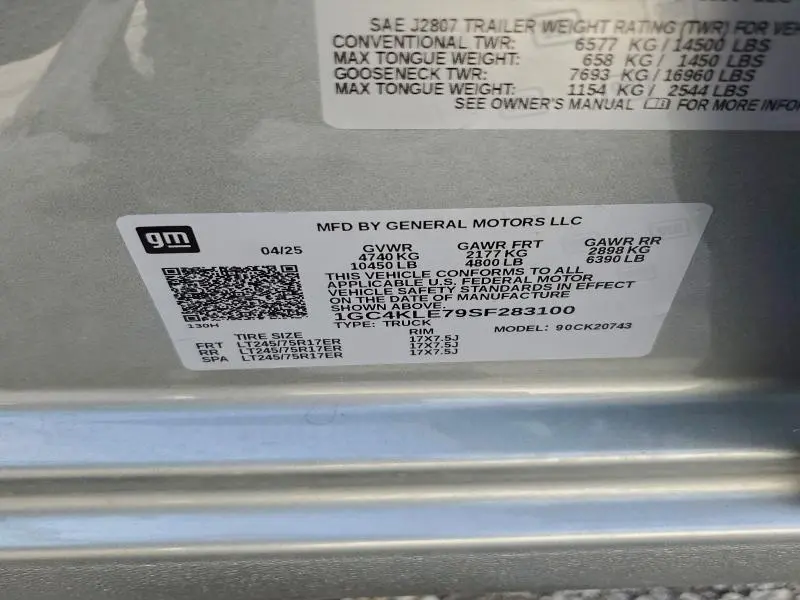 SAE J2807 TRAILER WEIGHT RATING (TWR) FOR
CONVENTIONAL TWR: 6577 KG / 14500 LBS
MAX TONGUE WEIGHT: 658 KG / 1450 LBS
GOOSENECK TWR: 7693 KG / 16960 LBS
MAX TONGUE WEIGHT: 1154 KG / 2544 LBS
SEE OWNER'S MANUAL FOR MORE INFO
gm
MFD BY GENERAL MOTORS LLC
04/25 GVWR GAWR FRT GAWR RR
4740 KG 2177 KG 2898 KG
10450 LB 4800 LB 6390 LB
THIS VEHICLE CONFORMS TO ALL
APPLICABLE U.S. FEDERAL MOTOR
VEHICLE SAFETY STANDARDS IN EFFECT
ON THE DATE OF MANUFACTURE
SHOWN ABOVE.
1GC4KLE79SF283100
130H
TYPE: TRUCK MODEL: 90CK20743
TIRE SIZE RIM
FRT LT245/75R17ER 17X7.5J
RR LT245/75R17ER 17X7.5J
SPA LT245/75R17ER 17X7.5J